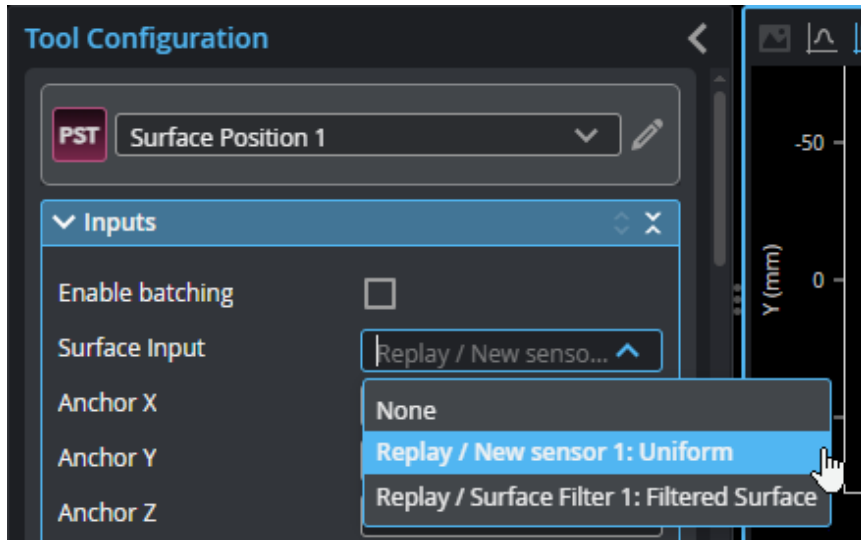 Tool Configuration
PST
Surface Position 1
Inputs
Enable batching
Surface Input
Replay / New senso...
Anchor X
None
Anchor Y
Replay / New sensor 1: Uniform
Anchor Z
Replay / Surface Filter 1: Filtered Surface
-50
0
Y (mm)